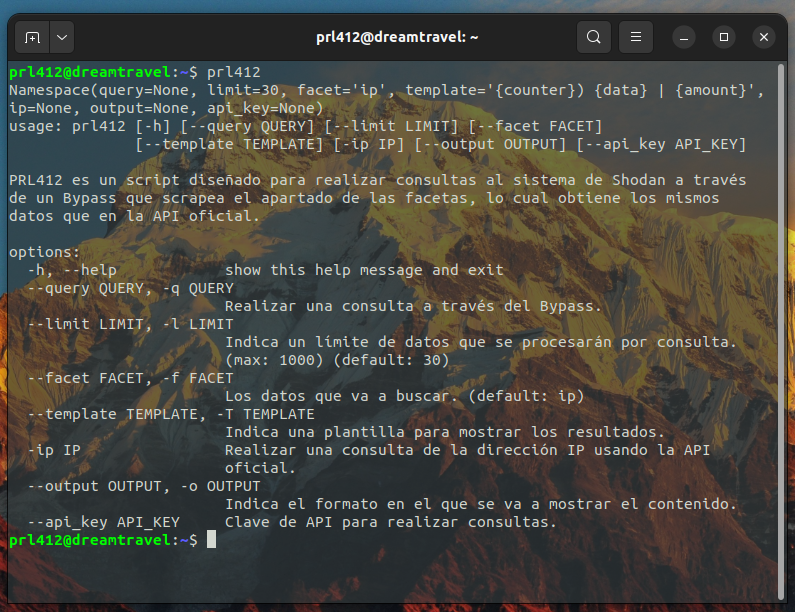 prl412@dreamtravel: ~
prl412@dreamtravel:~$ prl412
Namespace(query=None, limit=30, facet='ip', template='{counter}) {data} | {amount}',
ip=None, output=None, api_key=None)
usage: prl412 [-h] [--query QUERY] [--limit LIMIT] [--facet FACET]
[--template TEMPLATE] [-ip IP] [--output OUTPUT] [--api_key API_KEY]
PRL412 es un script diseñado para realizar consultas al sistema de Shodan a través
de un Bypass que scrapea el apartado de las facetas, lo cual obtiene los mismos
datos que en la API oficial.
options:
-h, --help show this help message and exit
--query QUERY, -q QUERY
Realizar una consulta a través del Bypass.
--limit LIMIT, -l LIMIT
Indica un límite de datos que se procesarán por consulta.
(max: 1000) (default: 30)
--facet FACET, -f FACET
Los datos que va a buscar. (default: ip)
--template TEMPLATE, -T TEMPLATE
Indica una plantilla para mostrar los resultados.
-ip IP Realizar una consulta de la dirección IP usando la API
oficial.
--output OUTPUT, -o OUTPUT
Indica el formato en el que se va a mostrar el contenido.
--api_key API_KEY Clave de API para realizar consultas.
prl412@dreamtravel:~$